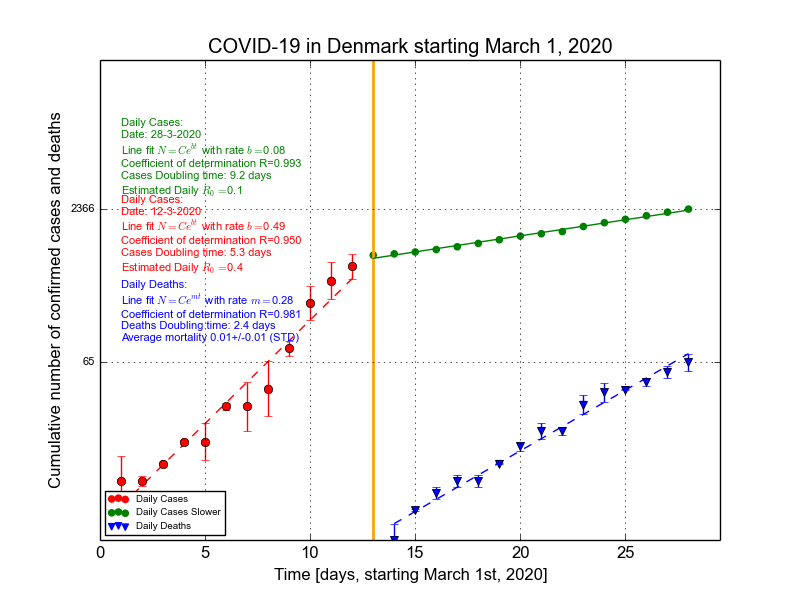 COVID-19 in Denmark starting March 1, 2020
Cumulative number of confirmed cases and deaths
Daily Cases:
Date: 28-3-2020
Line fit N=Ce^{bt} with rate b=0.08
Coefficient of determination R=0.993
Cases Doubling time: 9.2 days
Estimated Daily R_0=0.1
2366
Daily Cases:
Date: 12-3-2020
Line fit N=Ce^{bt} with rate b=0.49
Coefficient of determination R=0.950
Cases Doubling time: 5.3 days
Estimated Daily R_0=0.4
Daily Deaths:
Line fit N=Ce^{mt} with rate m=0.28
Coefficient of determination R=0.981
Deaths Doubling time: 2.4 days
Average mortality 0.01+/-0.01 (STD)
65
Daily Cases
Daily Cases Slower
Daily Deaths
0 5 10 15 20 25
Time [days, starting March 1st, 2020]